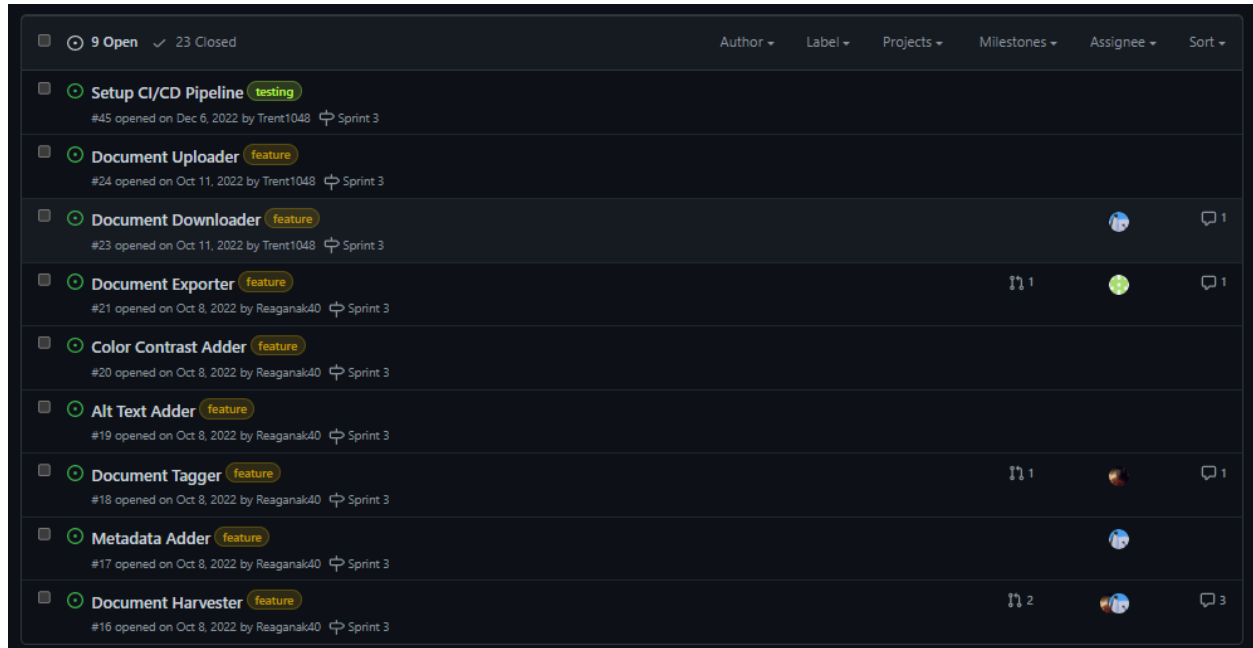 9 Open 23 Closed Author Label Projects Milestones Assignee Sort
Setup CI/CD Pipeline testing
#45 opened on Dec 6, 2022 by Trent1048 Sprint 3
Document Uploader feature
#24 opened on Oct 11, 2022 by Trent1048 Sprint 3
Document Downloader feature 1
#23 opened on Oct 11, 2022 by Trent1048 Sprint 3
Document Exporter feature 1 1
#21 opened on Oct 8, 2022 by Reaganak40 Sprint 3
Color Contrast Adder feature
#20 opened on Oct 8, 2022 by Reaganak40 Sprint 3
Alt Text Adder feature
#19 opened on Oct 8, 2022 by Reaganak40 Sprint 3
Document Tagger feature 1 1
#18 opened on Oct 8, 2022 by Reaganak40 Sprint 3
Metadata Adder feature
#17 opened on Oct 8, 2022 by Reaganak40 Sprint 3
Document Harvester feature 2 3
#16 opened on Oct 8, 2022 by Reaganak40 Sprint 3